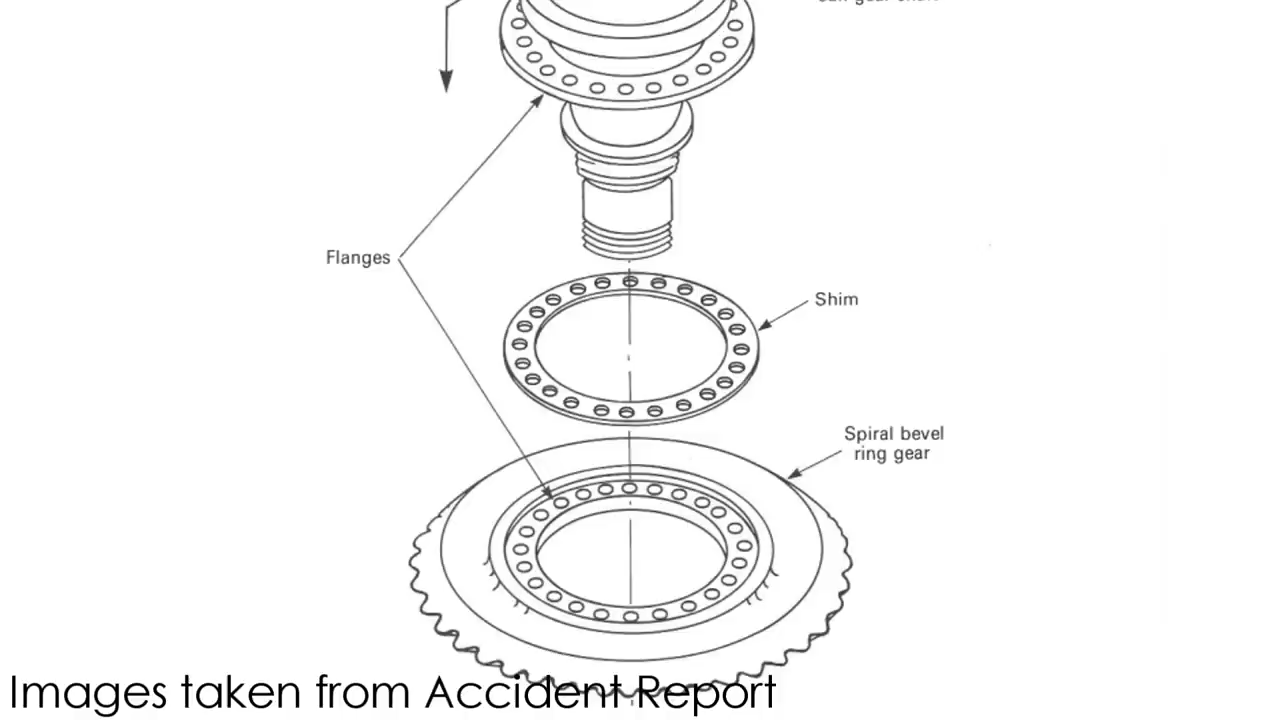 Flanges
Shim
Spiral bevel
ring gear
Images taken from Accident Report